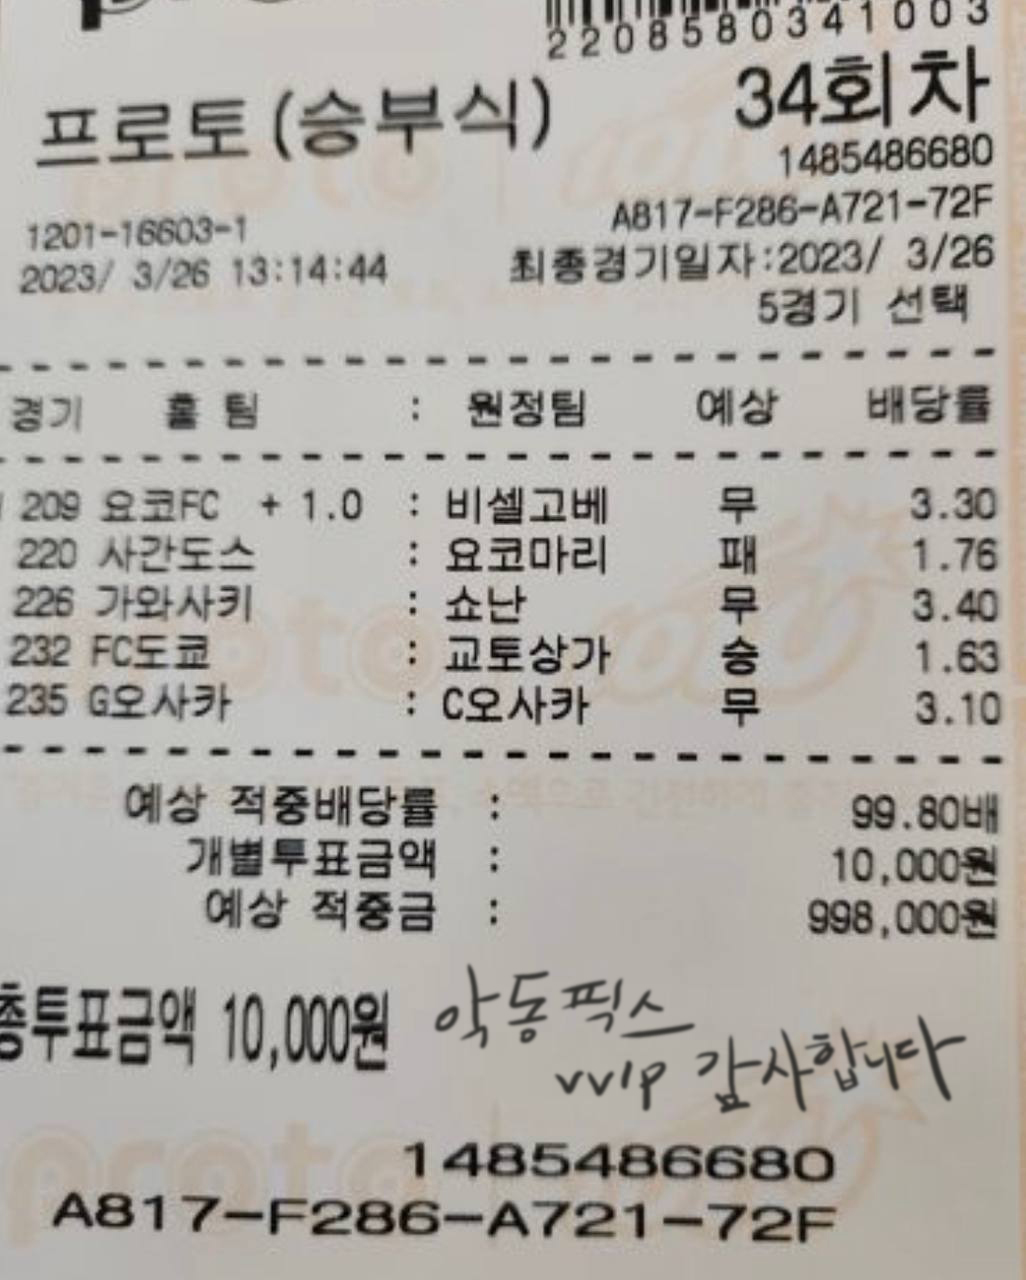 2208580341003
프로토(승부식) 34회차
1485486680
A817-F286-A721-72F
1201-16603-1
2023/ 3/26 13:14:44 최종경기일자:2023/ 3/26
5경기 선택
경기 홈 팀 : 원정팀 예상 배당률
209 요코FC + 1.0 : 비셀고베 무 3.30
220 사간도스 : 요코마리 패 1.76
226 가와사키 : 쇼난 무 3.40
232 FC도쿄 : 교토상가 승 1.63
235 G오사카 : C오사카 무 3.10
예상 적중배당률 : 99.80배
개별투표금액 : 10,000원
예상 적중금 : 998,000원
총투표금액 10,000원
악동픽스
vvip 감사합니다
1485486680
A817-F286-A721-72F